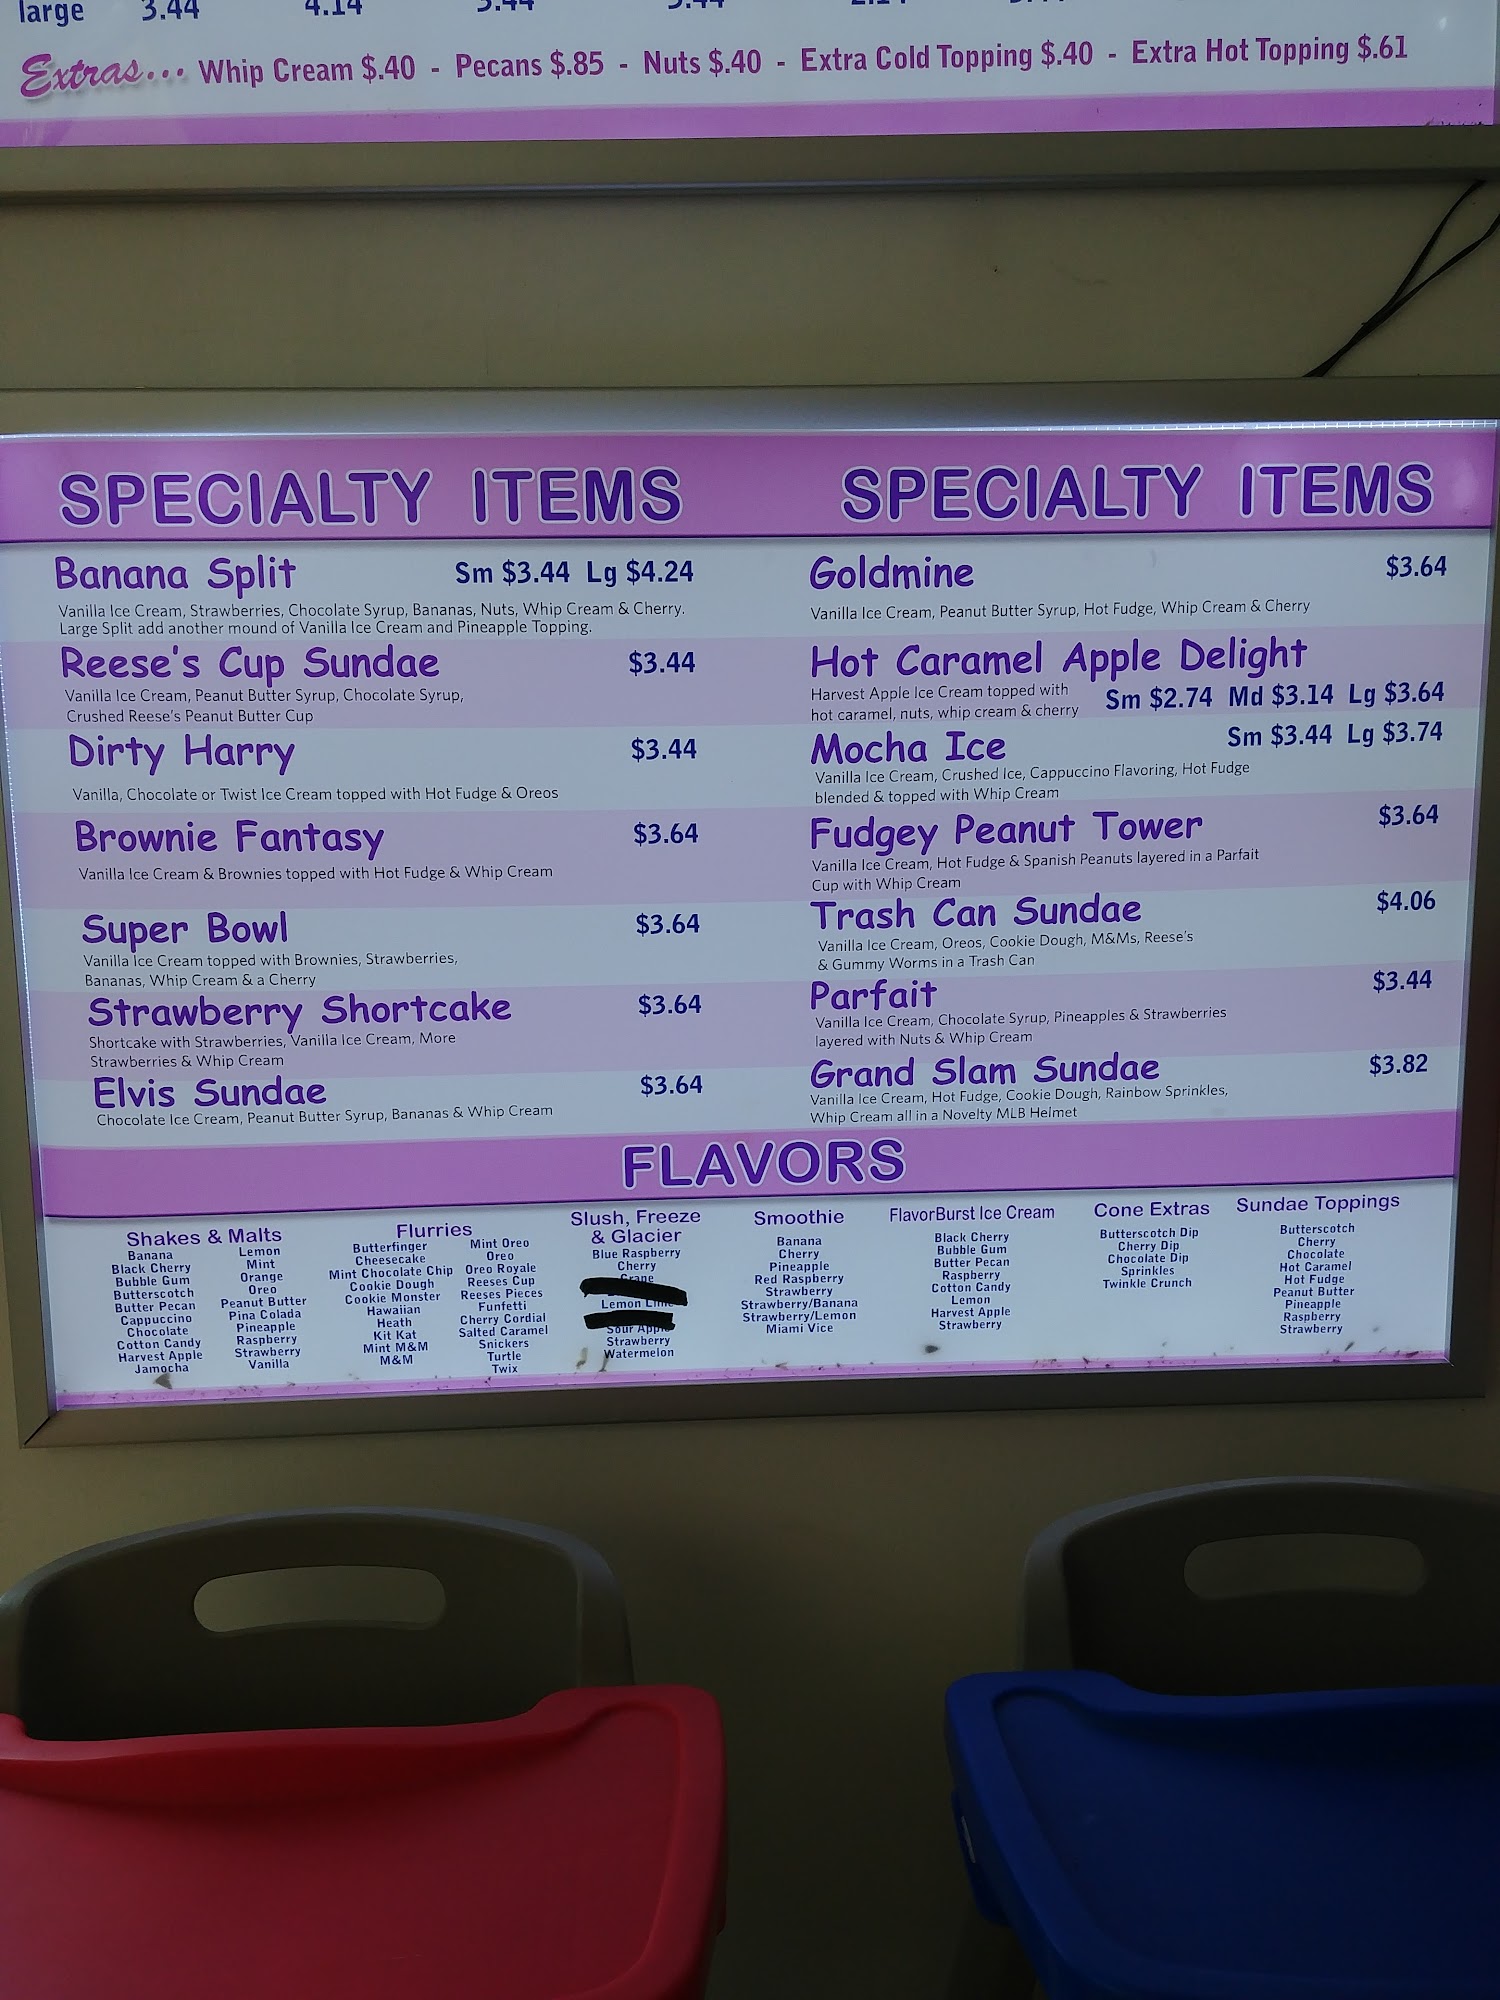 large 3.44 4.14 3.44 3.44
Extras... Whip Cream $.40 - Pecans $.85 - Nuts $.40 - Extra Cold Topping $.40 - Extra Hot Topping $.61
SPECIALTY ITEMS
Banana Split Sm $3.44 Lg $4.24
Vanilla Ice Cream, Strawberries, Chocolate Syrup, Bananas, Nuts, Whip Cream & Cherry.
Large Split add another mound of Vanilla Ice Cream and Pineapple Topping.
Reese's Cup Sundae $3.44
Vanilla Ice Cream, Peanut Butter Syrup, Chocolate Syrup,
Crushed Reese's Peanut Butter Cup
Dirty Harry $3.44
Vanilla, Chocolate or Twist Ice Cream topped with Hot Fudge & Oreos
Brownie Fantasy $3.64
Vanilla Ice Cream & Brownies topped with Hot Fudge & Whip Cream
Super Bowl $3.64
Vanilla Ice Cream topped with Brownies, Strawberries,
Bananas, Whip Cream & a Cherry
Strawberry Shortcake $3.64
Shortcake with Strawberries, Vanilla Ice Cream, More
Strawberries & Whip Cream
Elvis Sundae $3.64
Chocolate Ice Cream, Peanut Butter Syrup, Bananas & Whip Cream
SPECIALTY ITEMS
Goldmine $3.64
Vanilla Ice Cream, Peanut Butter Syrup, Hot Fudge, Whip Cream & Cherry
Hot Caramel Apple Delight
Harvest Apple Ice Cream topped with
hot caramel, nuts, whip cream & cherry
Sm $2.74 Md $3.14 Lg $3.64
Mocha Ice Sm $3.44 Lg $3.74
Vanilla Ice Cream, Crushed Ice, Cappuccino Flavoring, Hot Fudge
blended & topped with Whip Cream
Fudgey Peanut Tower $3.64
Vanilla Ice Cream, Hot Fudge & Spanish Peanuts layered in a Parfait
Cup with Whip Cream
Trash Can Sundae $4.06
Vanilla Ice Cream, Oreos, Cookie Dough, M&Ms, Reese's
& Gummy Worms in a Trash Can
Parfait $3.44
Vanilla Ice Cream, Chocolate Syrup, Pineapples & Strawberries
layered with Nuts & Whip Cream
Grand Slam Sundae $3.82
Vanilla Ice Cream, Hot Fudge, Cookie Dough, Rainbow Sprinkles,
Whip Cream all in a Novelty MLB Helmet
FLAVORS
Shakes & Malts
Banana
Black Cherry
Bubble Gum
Butterscotch
Butter Pecan
Cappuccino
Chocolate
Cotton Candy
Harvest Apple
Jamocha
Lemon
Mint
Orange
Oreo
Peanut Butter
Pina Colada
Pineapple
Raspberry
Strawberry
Vanilla
Flurries
Butterfinger
Cheesecake
Mint Chocolate Chip
Cookie Dough
Cookie Monster
Hawaiian
Heath
Kit Kat
Mint M&M
M&M
Mint Oreo
Oreo
Oreo Royale
Reeses Cup
Reeses Pieces
Funfetti
Cherry Cordial
Salted Caramel
Snickers
Turtle
Twix
Slush, Freeze
& Glacier
Blue Raspberry
Cherry
Grape
Lemon Lime
Sour Apple
Strawberry
Watermelon
Smoothie
Banana
Cherry
Pineapple
Red Raspberry
Strawberry
Strawberry/Banana
Strawberry/Lemon
Miami Vice
FlavorBurst Ice Cream
Black Cherry
Bubble Gum
Butter Pecan
Raspberry
Cotton Candy
Lemon
Harvest Apple
Strawberry
Cone Extras
Butterscotch Dip
Cherry Dip
Chocolate Dip
Sprinkles
Twinkle Crunch
Sundae Toppings
Butterscotch
Cherry
Chocolate
Hot Caramel
Hot Fudge
Peanut Butter
Pineapple
Raspberry
Strawberry